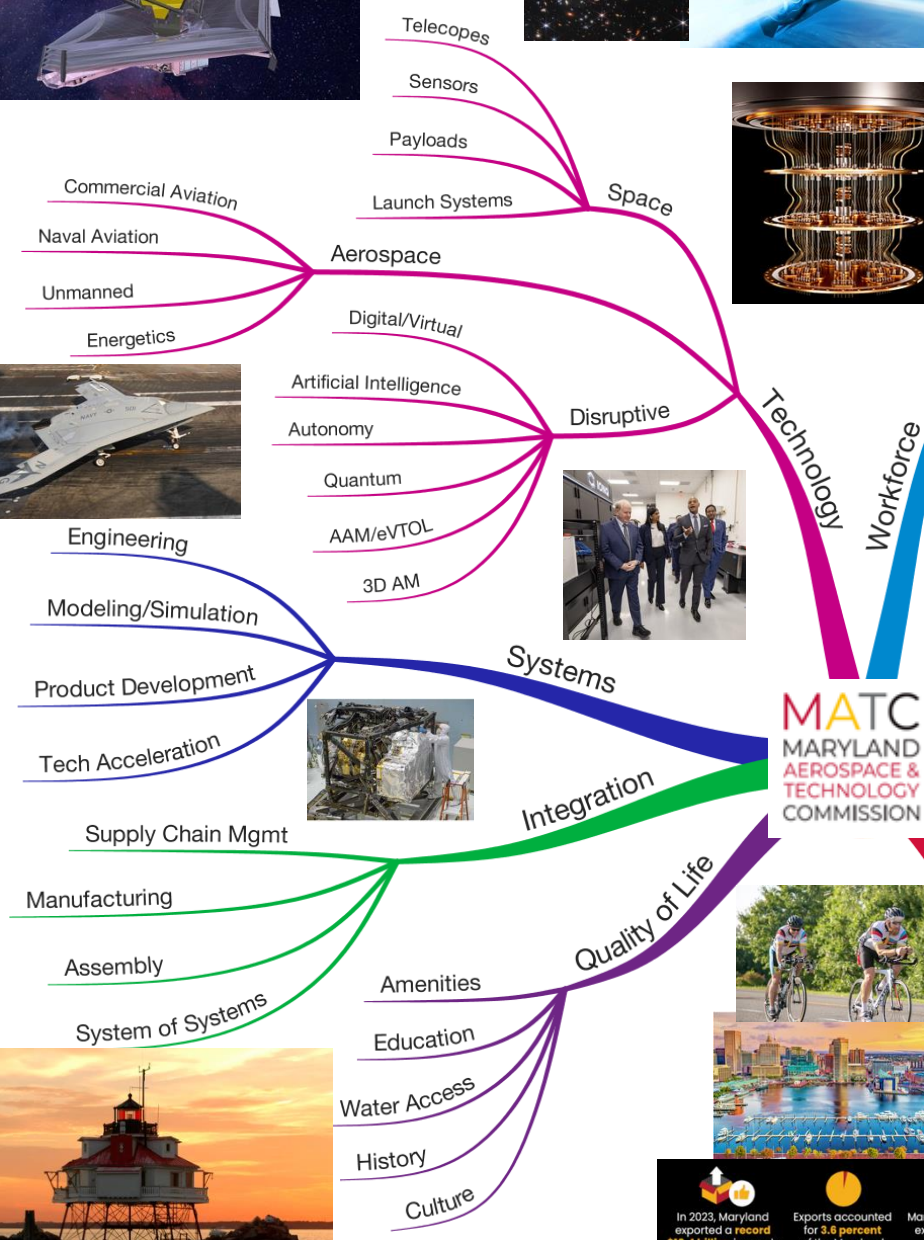 Telecopes
Sensors
Payloads
Launch Systems
Space
Commercial Aviation
Naval Aviation
Unmanned
Energetics
Aerospace
Digital/Virtual
Artificial Intelligence
Autonomy
Quantum
AAM/eVTOL
3D AM
Disruptive
Technology
Workforce
NAVY
Engineering
Modeling/Simulation
Product Development
Tech Acceleration
Systems
MATC
MARYLAND
AEROSPACE &
TECHNOLOGY
COMMISSION
Integration
Supply Chain Mgmt
Manufacturing
Assembly
System of Systems
Quality of Life
Amenities
Education
Water Access
History
Culture
In 2023, Maryland
exported a record
Exports accounted
for 3.6 percent